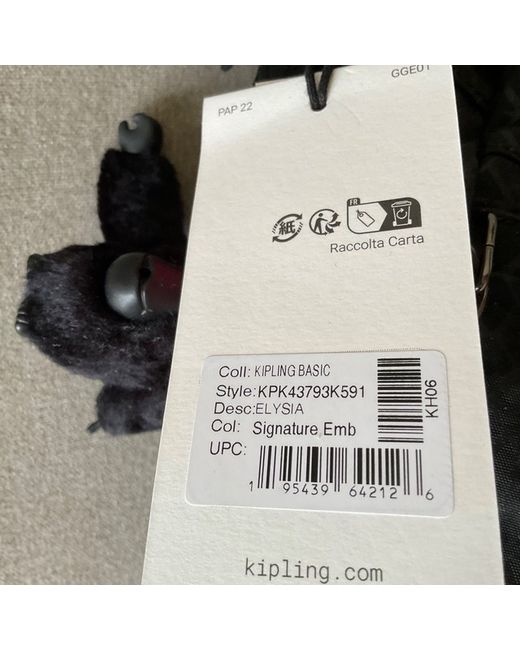 PAP 22
GGE01
紙
FR
Raccolta Carta
Coll: KIPLING BASIC
Style:KPK43793K591
Desc:ELYSIA
Col: Signature Emb
UPC:
1 95439 64212 6
KH06
kipling.com